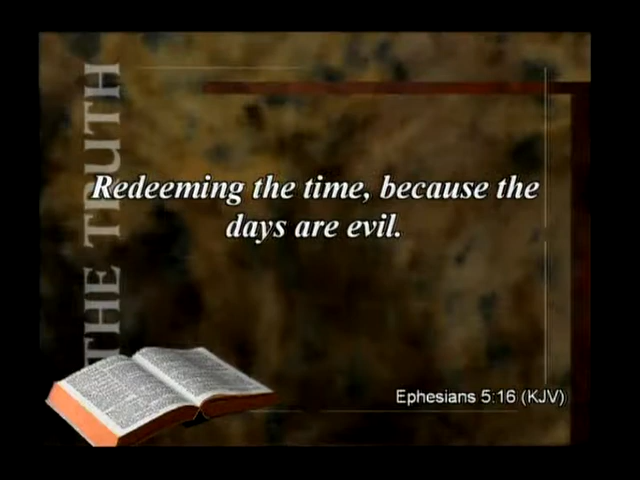 THE TRUTH
Redeeming the time, because the
days are evil.
Ephesians 5:16 (KJV)